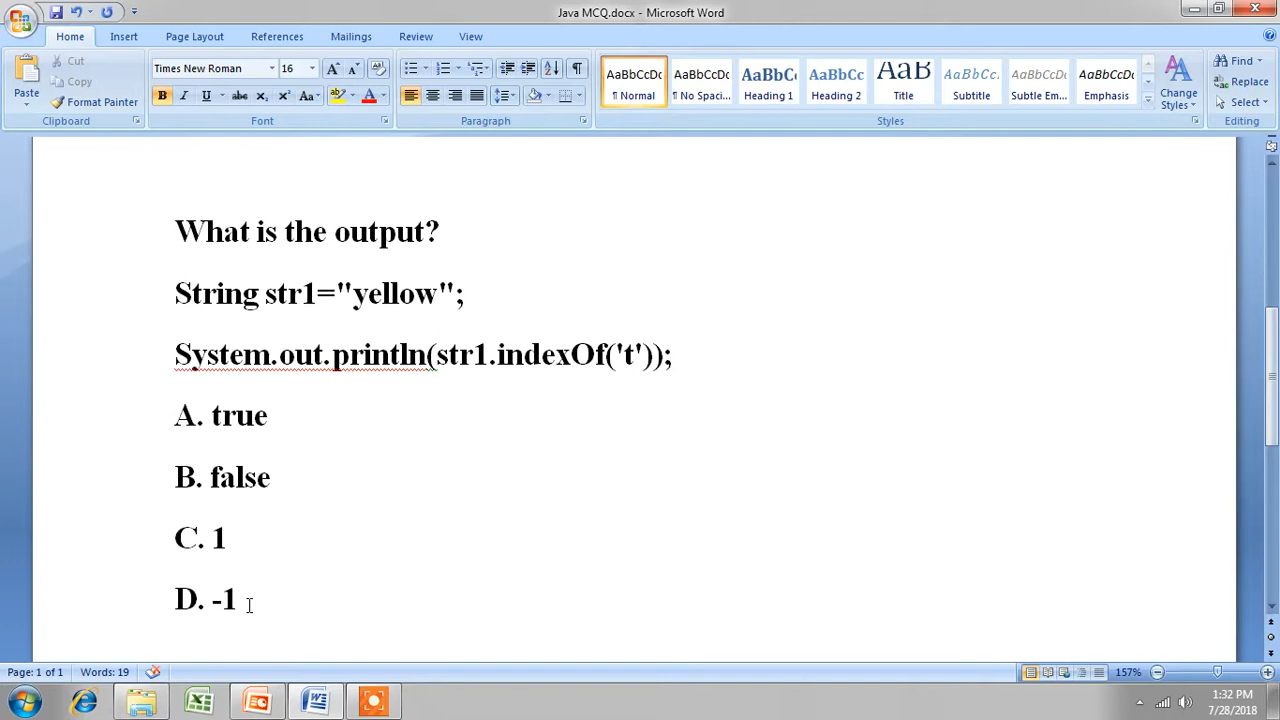 Java MCQ.docx - Microsoft Word
Home Insert Page Layout References Mailings Review View
Paste
Cut
Copy
Format Painter
Clipboard
Times New Roman 16
B I U abc x₂ x² Aa A
Font
Paragraph
AaBbCcDc AaBbCcDc AaBbCc AaBbCc AaB AaBbCc. AaBbCcDc AaBbCcDc
¶ Normal ¶ No Spaci... Heading 1 Heading 2 Title Subtitle Subtle Em... Emphasis
Change Styles
Styles
Find
Replace
Select
Editing
What is the output?
String str1="yellow";
System.out.println(str1.indexOf('t'));
A. true
B. false
C. 1
D. -1
Page: 1 of 1 Words: 19 157%
1:32 PM
7/28/2018